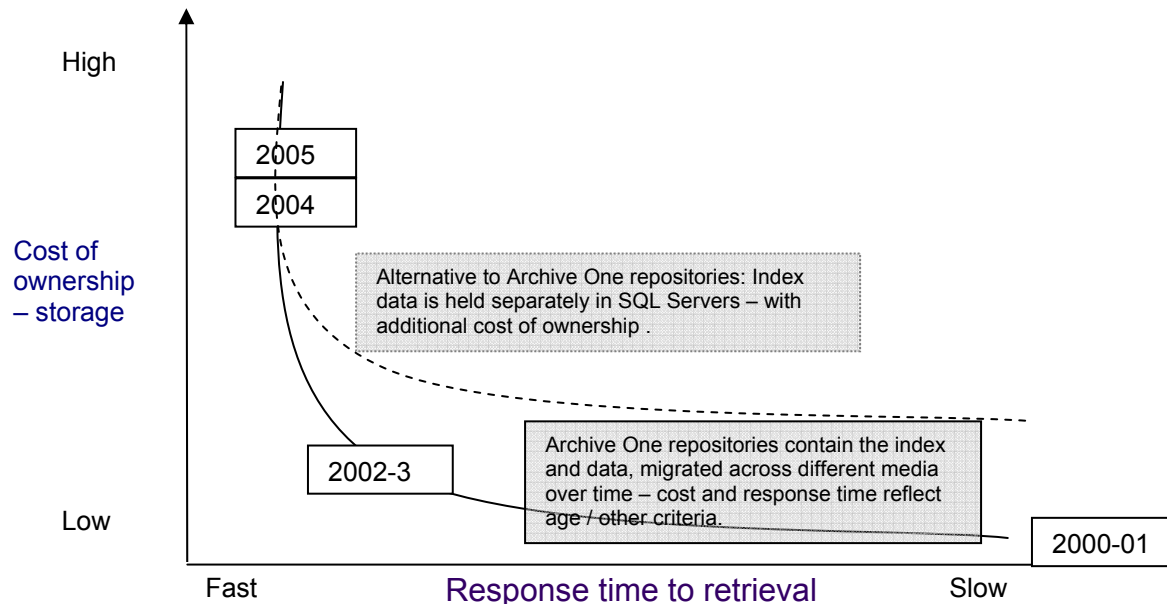 High
2005
2004
Cost of
ownership
– storage
Alternative to Archive One repositories: Index
data is held separately in SQL Servers – with
additional cost of ownership .
Archive One repositories contain the index
and data, migrated across different media
over time – cost and response time reflect
age / other criteria.
2002-3
Low
2000-01
Fast
Response time to retrieval
Slow